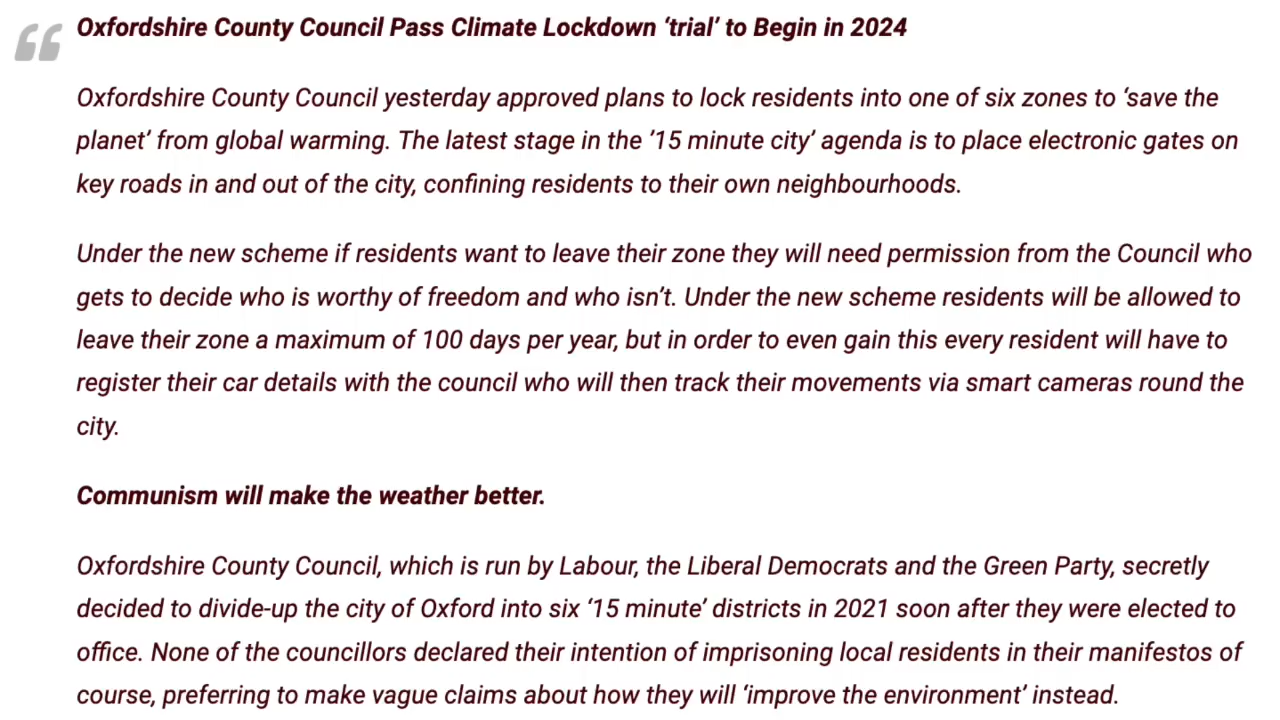 Oxfordshire County Council Pass Climate Lockdown ‘trial’ to Begin in 2024
Oxfordshire County Council yesterday approved plans to lock residents into one of six zones to ‘save the
planet’ from global warming. The latest stage in the ’15 minute city’ agenda is to place electronic gates on
key roads in and out of the city, confining residents to their own neighbourhoods.
Under the new scheme if residents want to leave their zone they will need permission from the Council who
gets to decide who is worthy of freedom and who isn’t. Under the new scheme residents will be allowed to
leave their zone a maximum of 100 days per year, but in order to even gain this every resident will have to
register their car details with the council who will then track their movements via smart cameras round the
city.
Communism will make the weather better.
Oxfordshire County Council, which is run by Labour, the Liberal Democrats and the Green Party, secretly
decided to divide-up the city of Oxford into six ‘15 minute’ districts in 2021 soon after they were elected to
office. None of the councillors declared their intention of imprisoning local residents in their manifestos of
course, preferring to make vague claims about how they will ‘improve the environment’ instead.